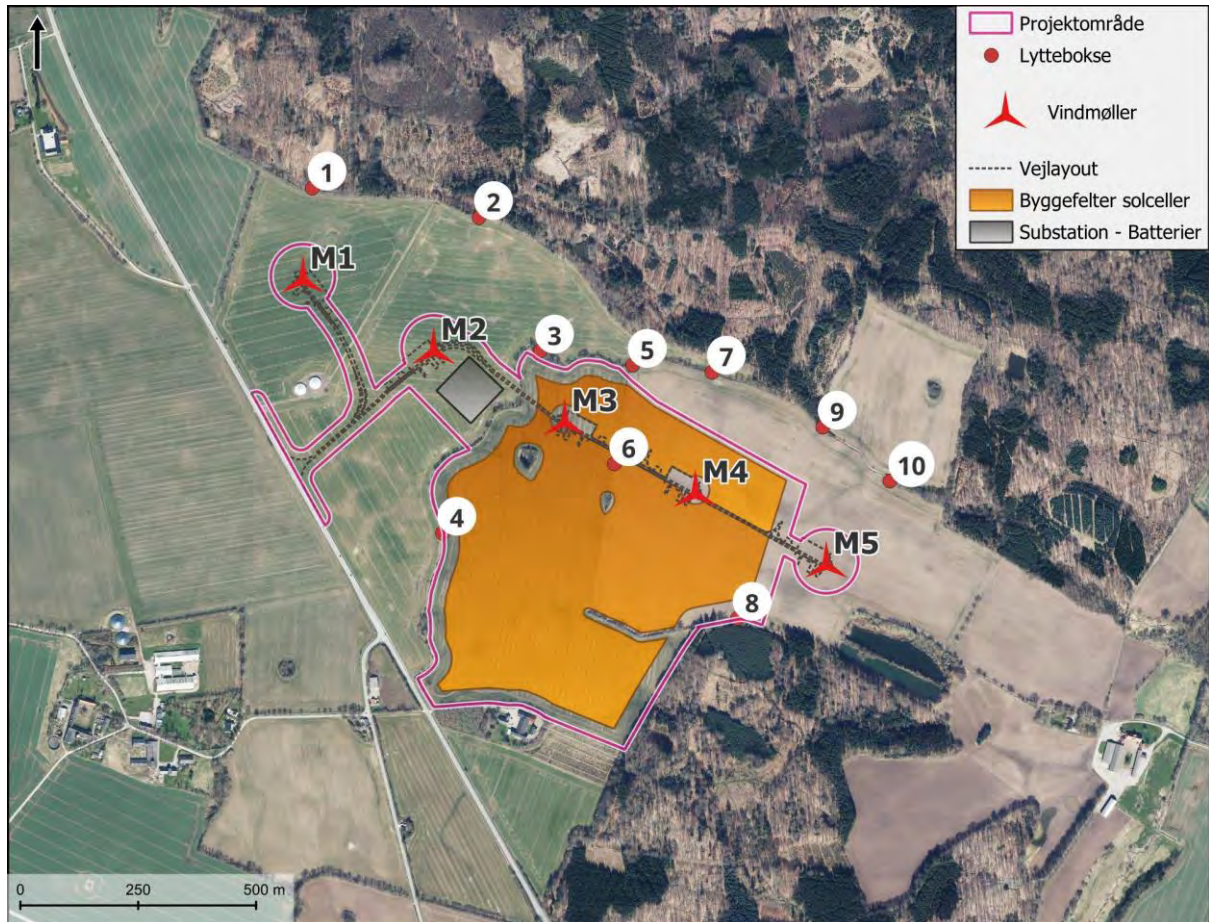 Projektområde
Lyttebokse
Vindmøller
Vejlayout
Byggefelter solceller
Substation - Batterier
1
2
M1
M2
3
5
7
M3
9
6
10
M4
4
M5
8
0 250 500 m